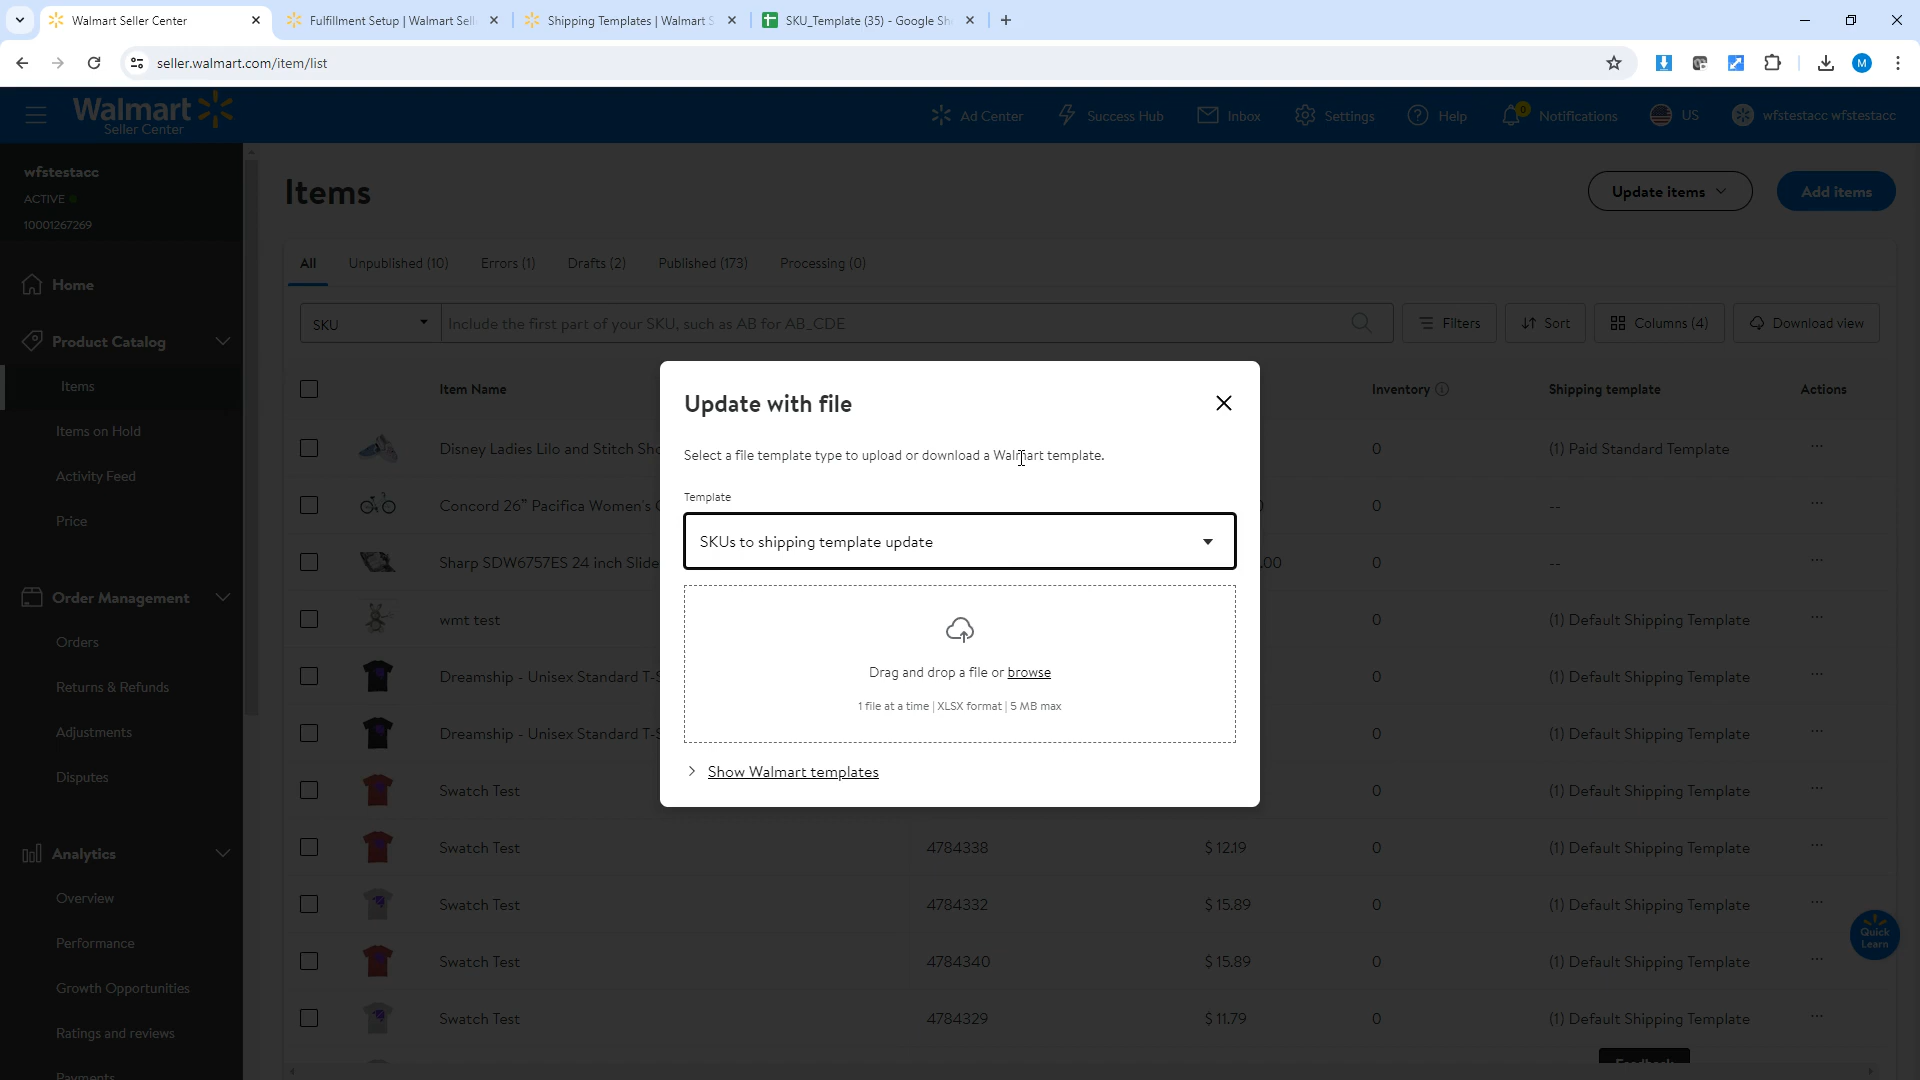 Walmart Seller Center
Fulfillment Setup | Walmart Sell
Shipping Templates | Walmart S
SKU_Template (35) - Google She
seller.walmart.com/item/list
M
Walmart
Seller Center
Ad Center
Success Hub
Inbox
Settings
Help
0
Notifications
US
wfstestacc wfstestacc
wfstestacc
ACTIVE
10001267269
Home
Product Catalog
Items
Items on Hold
Activity Feed
Price
Order Management
Orders
Returns & Refunds
Adjustments
Disputes
Analytics
Overview
Performance
Growth Opportunities
Ratings and reviews
Payments
Items
Update items
Add items
All
Unpublished (10)
Errors (1)
Drafts (2)
Published (173)
Processing (0)
SKU
Include the first part of your SKU, such as AB for AB_CDE
Filters
Sort
Columns (4)
Download view
Item Name
Inventory
Shipping template
Actions
Disney Ladies Lilo and Stitch Sho
0
(1) Paid Standard Template
...
Concord 26” Pacifica Women's C
0
--
...
Sharp SDW6757ES 24 inch Slide
.00
0
--
...
wmt test
0
(1) Default Shipping Template
...
Dreamship - Unisex Standard T-S
0
(1) Default Shipping Template
...
Dreamship - Unisex Standard T-S
0
(1) Default Shipping Template
...
Swatch Test
0
(1) Default Shipping Template
...
Swatch Test
4784338
$ 12.19
0
(1) Default Shipping Template
...
Swatch Test
4784332
$ 15.89
0
(1) Default Shipping Template
...
Swatch Test
4784340
$ 15.89
0
(1) Default Shipping Template
...
Swatch Test
4784329
$ 11.79
0
(1) Default Shipping Template
...
Update with file
Select a file template type to upload or download a Walmart template.
Template
SKUs to shipping template update
Drag and drop a file or browse
1 file at a time | XLSX format | 5 MB max
Show Walmart templates
Quick
Learn
Feedback